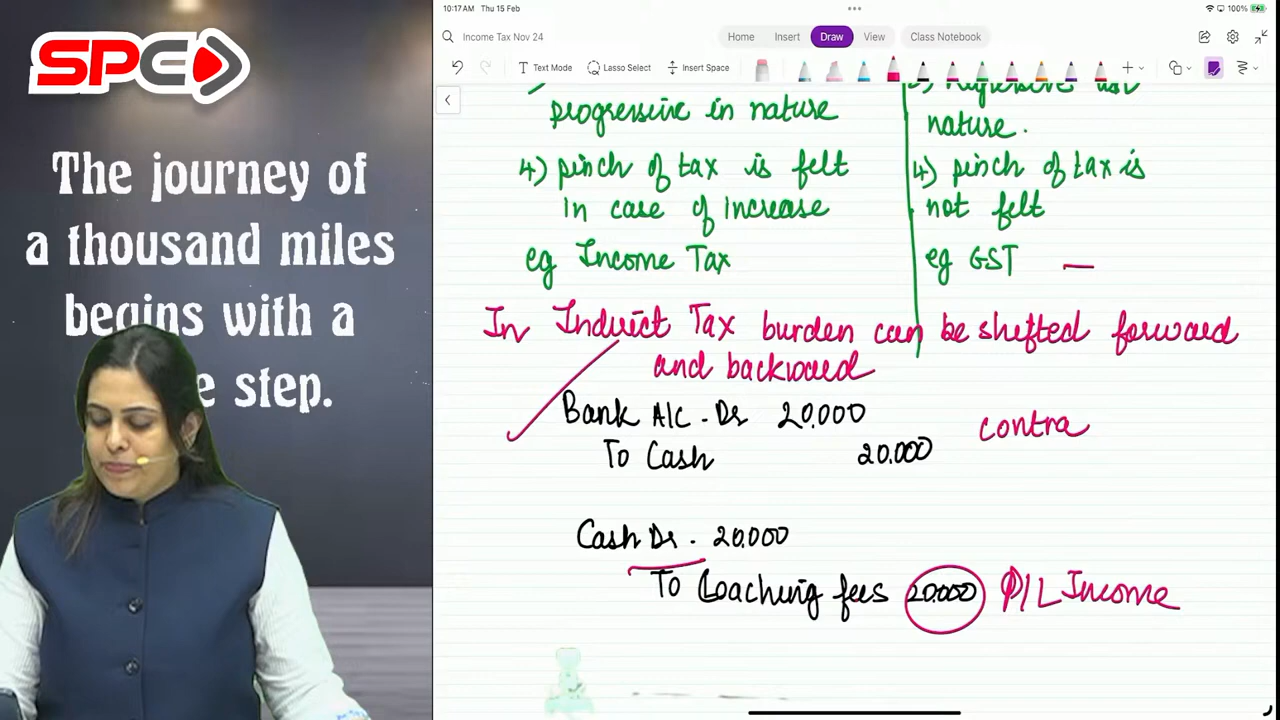 SPC
The journey of
a thousand miles
begins with a
step.
10:17 AM Thu 15 Feb
100%
Income Tax Nov 24
Home Insert Draw View Class Notebook
Text Mode Lasso Select Insert Space
progressive in nature
nature.
4) pinch of tax is felt
in case of increase
eg Income Tax
4) pinch of tax is
not felt
eg GST
In Indirect Tax burden can be shifted forward
and backward
Bank A/C - Dr 20,000
To Cash 20,000
contra
Cash Dr. 20,000
To Coaching fees 20,000 P/L Income